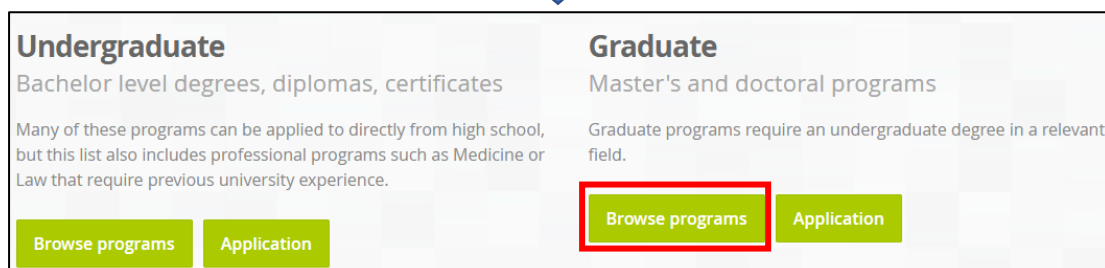 Undergraduate
Bachelor level degrees, diplomas, certificates
Many of these programs can be applied to directly from high school,
but this list also includes professional programs such as Medicine or
Law that require previous university experience.
Browse programs
Application
Graduate
Master's and doctoral programs
Graduate programs require an undergraduate degree in a relevant
field.
Browse programs
Application